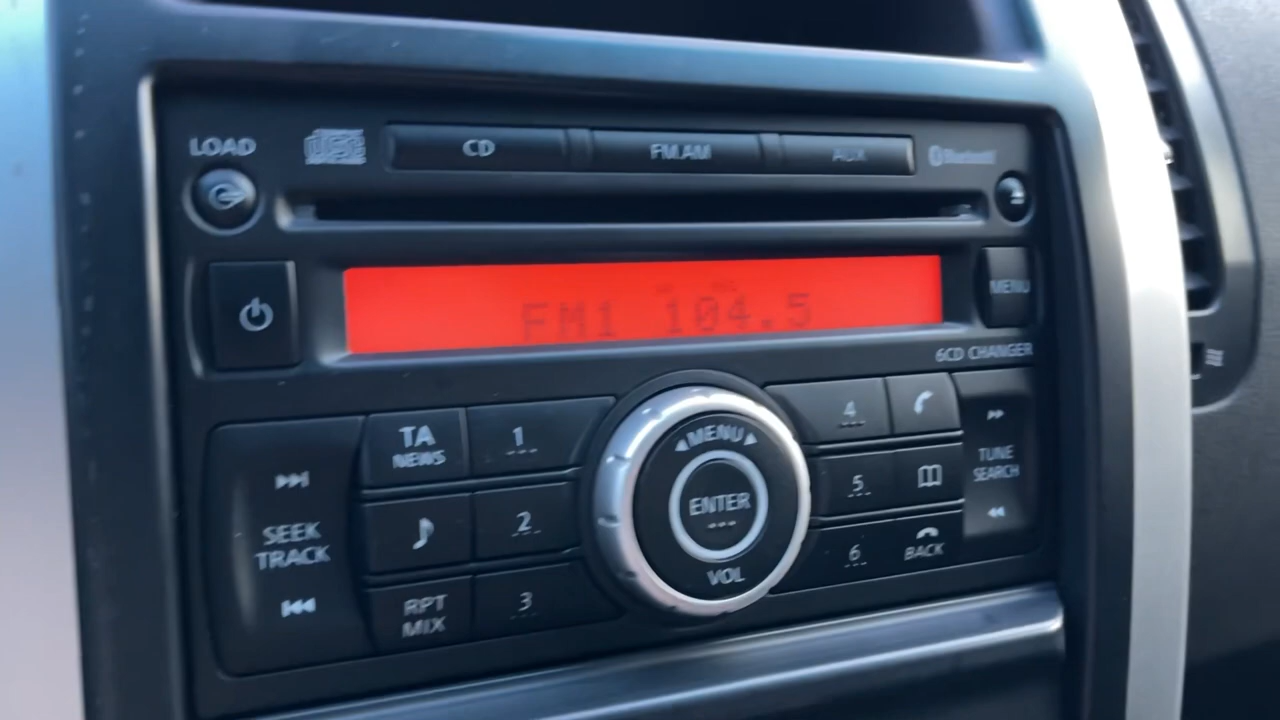 LOAD
CD
FM.AM
AUX
Bluetooth
FM1 104.5
MENU
6CD CHANGER
SEEK
TRACK
TA
NEWS
1
2
RPT
MIX
3
MENU
ENTER
VOL
4
5
6
BACK
TUNE
SEARCH